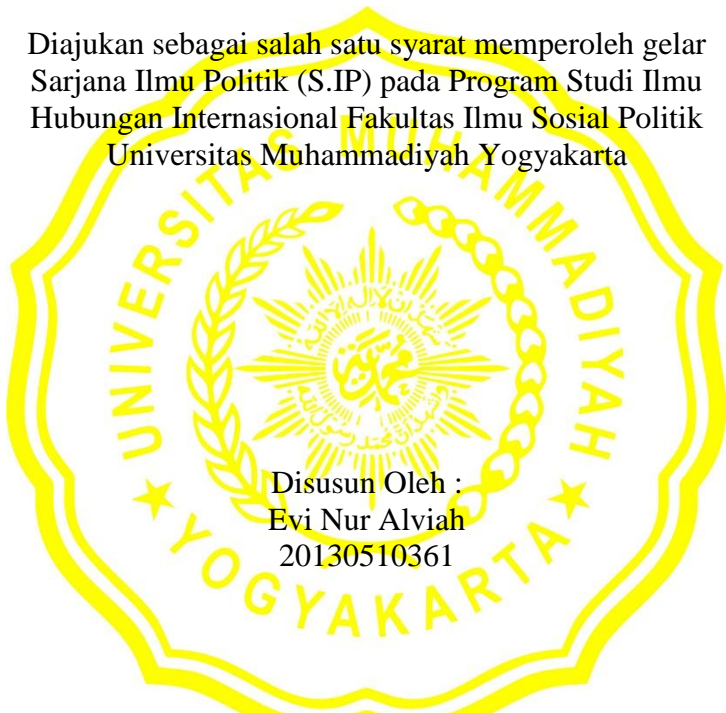 Diajukan sebagai salah satu syarat memperoleh gelar
Sarjana Ilmu Politik (S.IP) pada Program Studi Ilmu
Hubungan Internasional Fakultas Ilmu Sosial Politik
Universitas Muhammadiyah Yogyakarta
UNIVERSITAS MUHAMMADIYAH
محمد
Disusun Oleh :
Evi Nur Alviah
20130510361
YOGYAKARTA